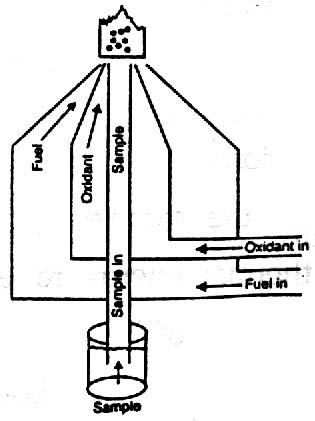 Fuel
Oxidant
Sample
Sample in
Oxidant in
Fuel in
Sample